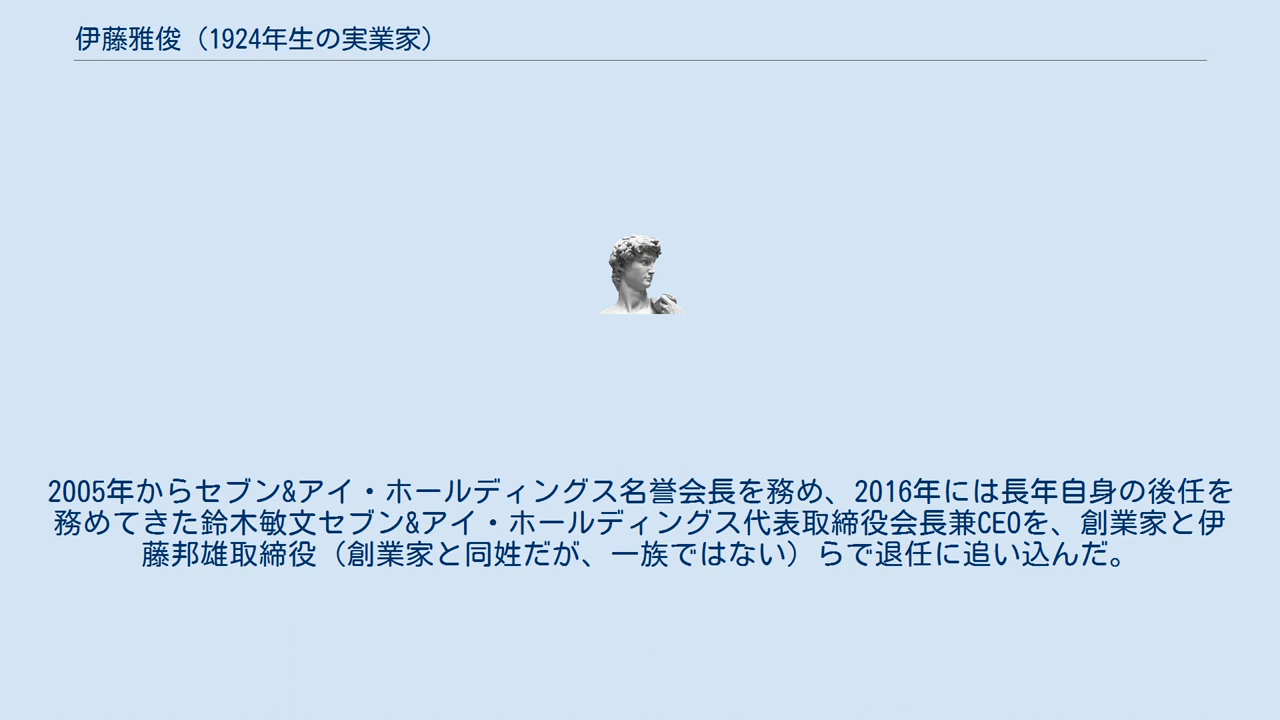 伊藤雅俊（1924年生の実業家）
2005年からセブン&アイ・ホールディングス名誉会長を務め、2016年には長年自身の後任を
務めてきた鈴木敏文セブン&アイ・ホールディングス代表取締役会長兼CEOを、創業家と伊
藤邦雄取締役（創業家と同姓だが、一族ではない）らで退任に追い込んだ。